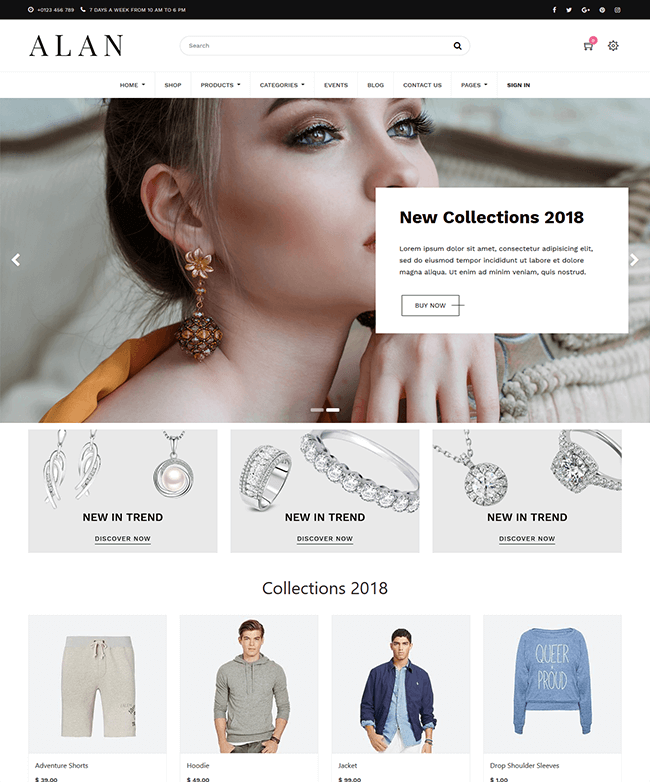 +0123 456 789 7 DAYS A WEEK FROM 10 AM TO 6 PM
ALAN
Search
0
HOME SHOP PRODUCTS CATEGORIES EVENTS BLOG CONTACT US PAGES SIGN IN
New Collections 2018
Lorem ipsum dolor sit amet, consectetur adipisicing elit,
sed do eiusmod tempor incididunt ut labore et dolore
magna aliqua. Ut enim ad minim veniam, quis nostrud.
BUY NOW
NEW IN TREND
DISCOVER NOW
NEW IN TREND
DISCOVER NOW
NEW IN TREND
DISCOVER NOW
Collections 2018
QUEER
PROUD
Adventure Shorts
$ 39.00
Hoodie
$ 49.00
Jacket
$ 99.00
Drop Shoulder Sleeves
$ 1.00